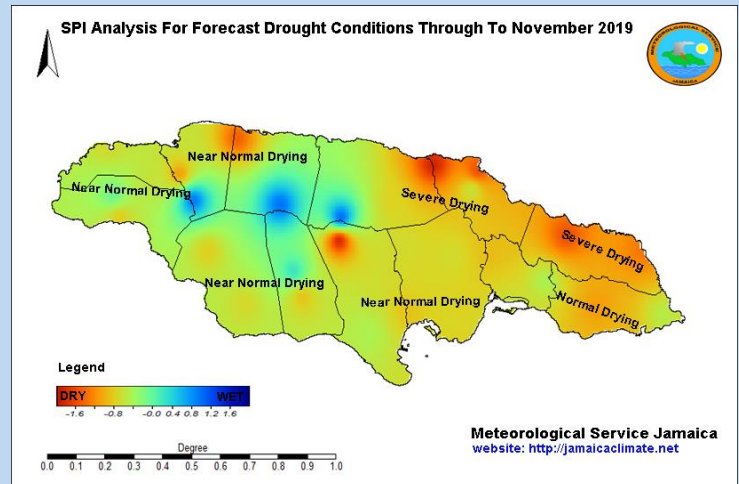 SPI Analysis For Forecast Drought Conditions Through To November 2019
METEOROLOGICAL SERVICE
JAMAICA
Near Normal Drying
Near Normal Drying
Severe Drying
Severe Drying
Near Normal Drying
Near Normal Drying
Normal Drying
Legend
DRY WET
-1.6 -0.8 -0.0 0.4 0.8 1.2 1.6
Degree
0.0 0.1 0.2 0.3 0.4 0.5 0.6 0.7 0.8 0.9 1.0
Meteorological Service Jamaica
website: http://jamaicaclimate.net